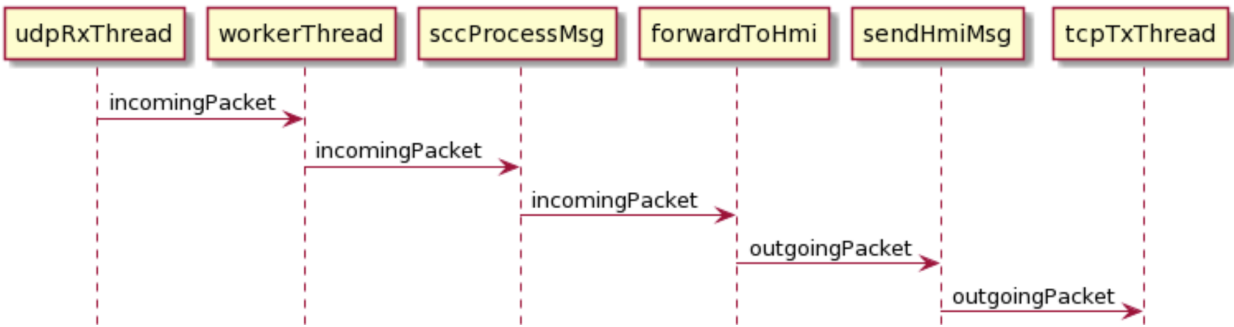 udpRxThread workerThread sccProcessMsg forwardToHmi sendHmiMsg tcpTxThread
incomingPacket
incomingPacket
incomingPacket
outgoingPacket
outgoingPacket